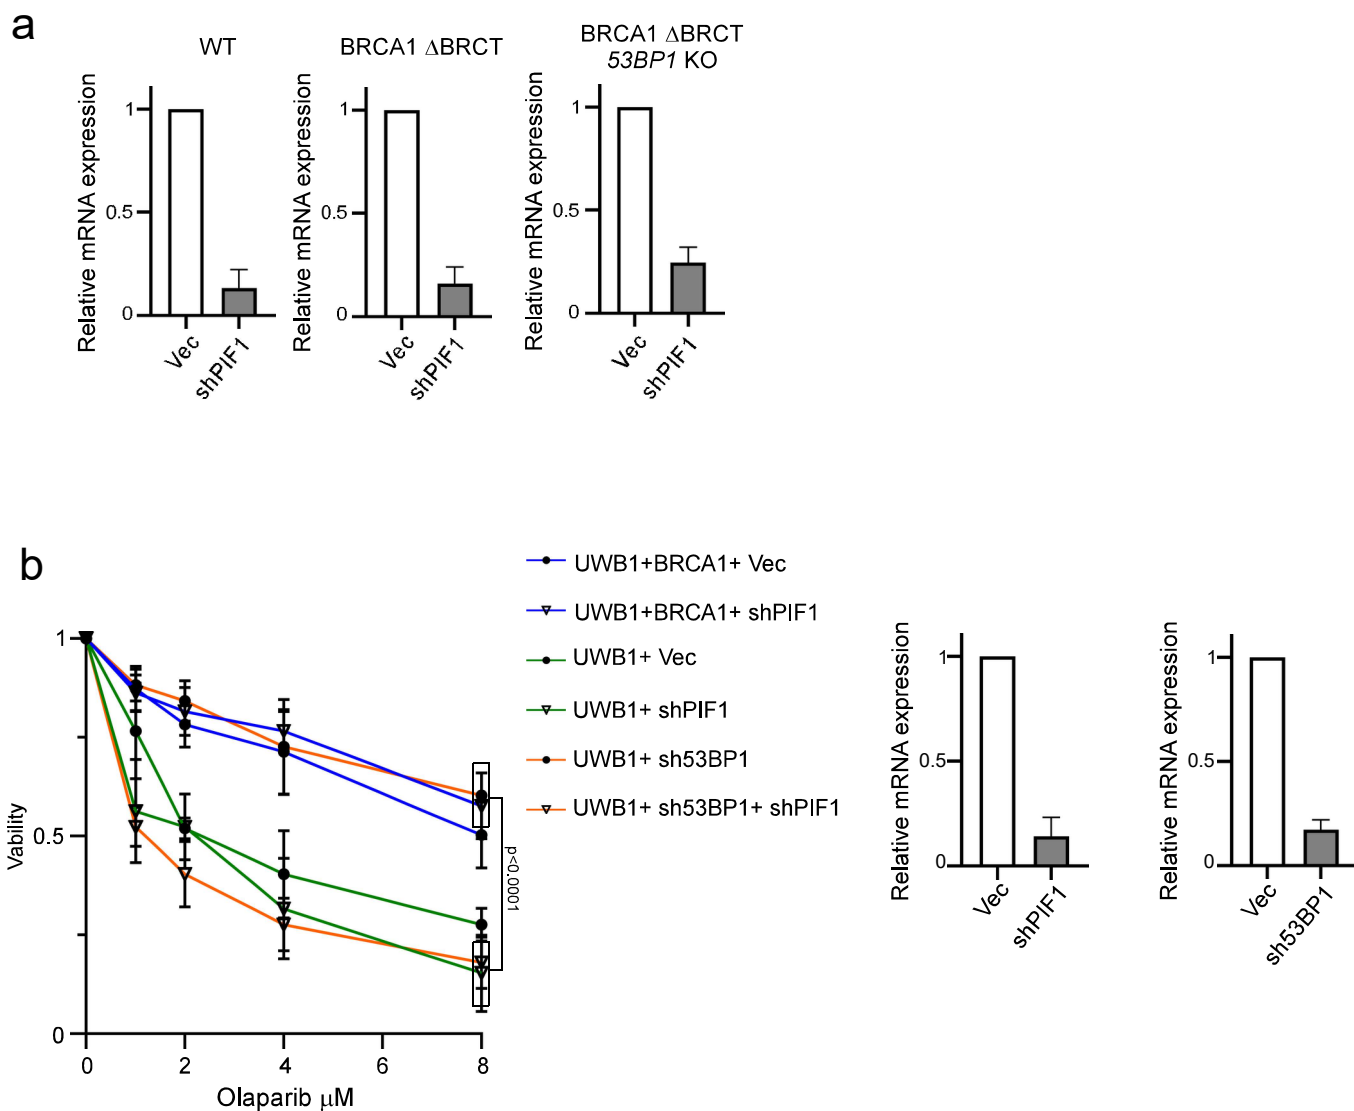 a
WT
BRCA1 ΔBRCT
BRCA1 ΔBRCT
53BP1 KO
Relative mRNA expression
1
0.5
0
Vec
shPIF1
Relative mRNA expression
1
0.5
0
Vec
shPIF1
Relative mRNA expression
1
0.5
0
Vec
shPIF1
b
Vability
1
0.5
0
0
2
4
6
8
Olaparib μM
p<0.0001
UWB1+BRCA1+ Vec
UWB1+BRCA1+ shPIF1
UWB1+ Vec
UWB1+ shPIF1
UWB1+ sh53BP1
UWB1+ sh53BP1+ shPIF1
Relative mRNA expression
1
0.5
0
Vec
shPIF1
Relative mRNA expression
1
0.5
0
Vec
sh53BP1